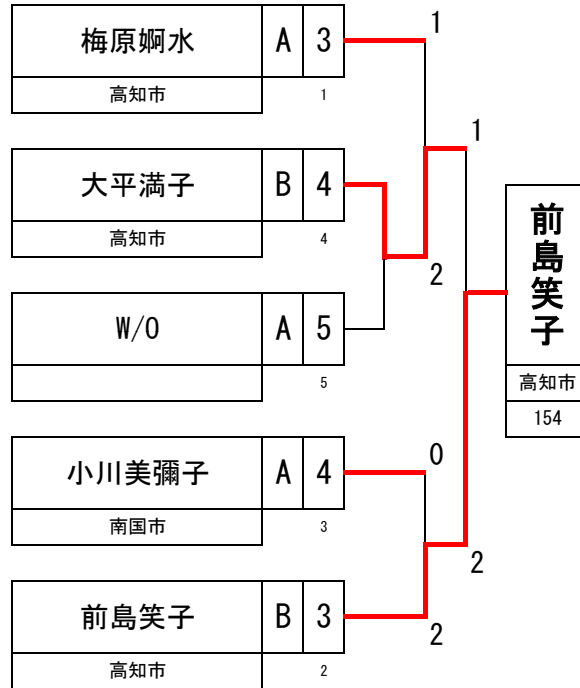 梅原婀水 A 3
高知市 1
大平満子 B 4
高知市 4
W/O A 5
5
小川美彌子 A 4
南国市 3
前島笑子 B 3
高知市 2
1
2
0
2
1
2
前島笑子
高知市
154